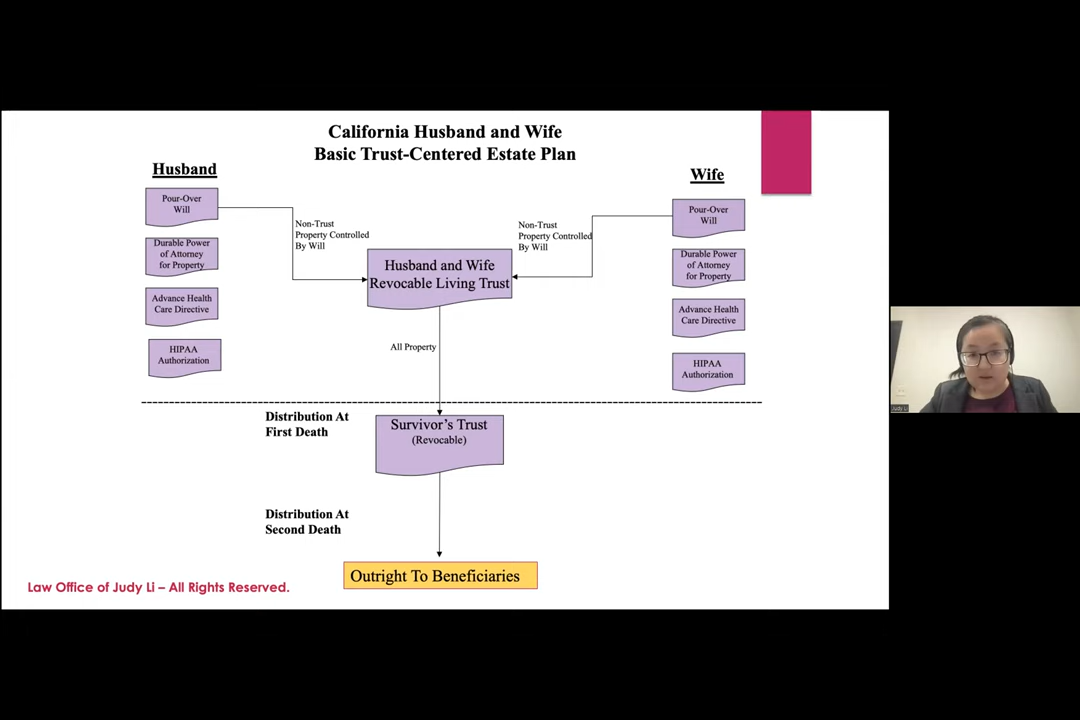 California Husband and Wife
Basic Trust-Centered Estate Plan
Husband
Pour-Over
Will
Durable Power
of Attorney
for Property
Advance Health
Care Directive
HIPAA
Authorization
Non-Trust
Property Controlled
By Will
Husband and Wife
Revocable Living Trust
Non-Trust
Property Controlled
By Will
Wife
Pour-Over
Will
Durable Power
of Attorney
for Property
Advance Health
Care Directive
HIPAA
Authorization
All Property
Distribution At
First Death
Survivor's Trust
(Revocable)
Distribution At
Second Death
Outright To Beneficiaries
Law Office of Judy Li – All Rights Reserved.
Judy Li